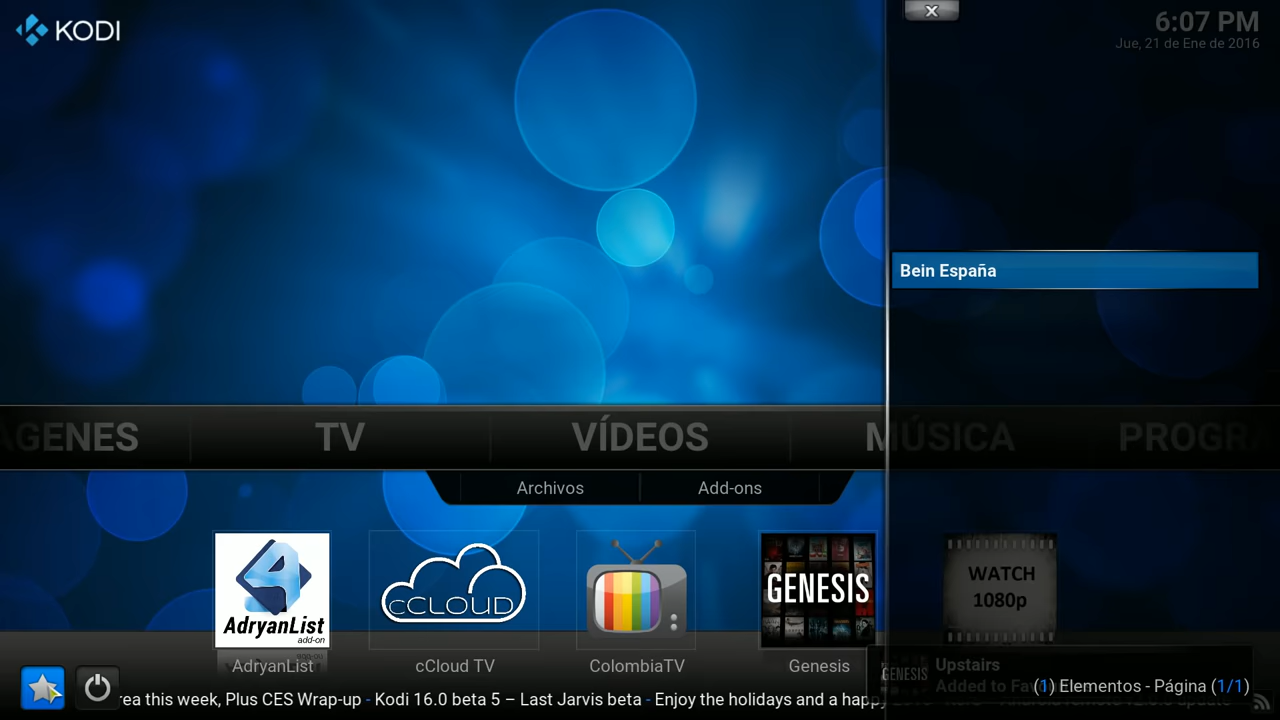 KODI
6:07 PM
Jue, 21 de Ene de 2016
Bein España
ÁGENES TV VÍDEOS MÚSICA PROGRA
Archivos Add-ons
AdryanList
add-on
cCLOUD
GENESIS
WATCH
1080p
AdryanList cCloud TV ColombiaTV Genesis
GENESIS
Upstairs
Added to Fav
(1) Elementos - Página (1/1)
rea this week, Plus CES Wrap-up - Kodi 16.0 beta 5 – Last Jarvis beta - Enjoy the holidays and a happy